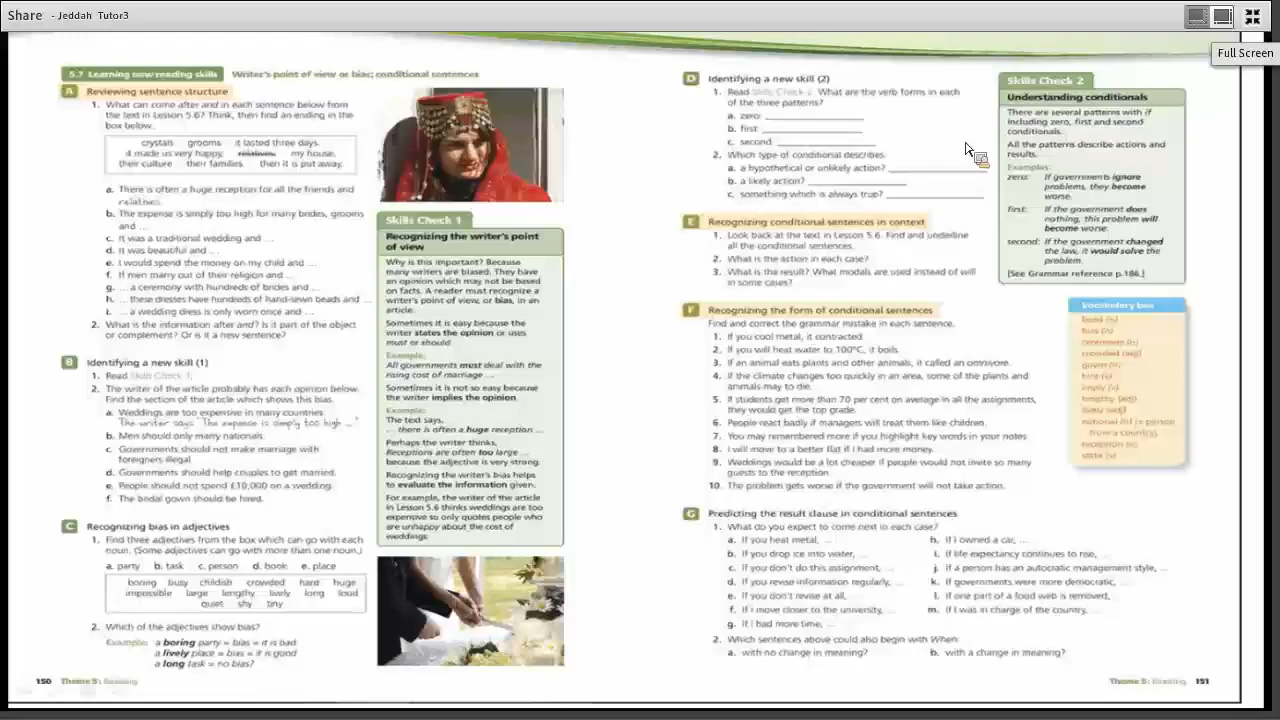 Share - Jeddah Tutor3
Full Screen
5.7 Learning new reading skills Writer's point of view or bias; conditional sentences
A Reviewing sentence structure
1. What can come after and in each sentence below from
the text in Lesson 5.6? Think, then find an ending in the
box below.
crystals grooms it lasted three days.
it made us very happy. relatives. my house.
their culture their families. then it is put away.
a. There is often a huge reception for all the friends and
relatives.
b. The expense is simply too high for many brides, grooms
and ...
c. It was a traditional wedding and ...
d. It was beautiful and ...
e. I would spend the money on my child and ...
f. If men marry out of their religion and ...
g. ... a ceremony with hundreds of brides and ...
h. ... these dresses have hundreds of hand-sewn beads and ...
i. ... a wedding dress is only worn once and ...
2. What is the information after and? Is it part of the object
or complement? Or is it a new sentence?
B Identifying a new skill (1)
1. Read Skills Check 1.
2. The writer of the article probably has each opinion below.
Find the section of the article which shows this bias.
a. Weddings are too expensive in many countries.
The writer says "The expense is simply too high ..."
b. Men should only marry nationals.
c. Governments should not make marriage with
foreigners illegal.
d. Governments should help couples to get married.
e. People should not spend £10,000 on a wedding.
f. The bridal gown should be hired.
C Recognizing bias in adjectives
1. Find three adjectives from the box which can go with each
noun. (Some adjectives can go with more than one noun.)
a. party b. task c. person d. book e. place
boring busy childish crowded hard huge
impossible large lengthy lively long loud
quiet shy tiny
2. Which of the adjectives show bias?
Example: a boring party = bias = it is bad
a lively place = bias = it is good
a long task = no bias?
150 Theme 5: Reading
Skills Check 1
Recognizing the writer's point
of view
Why is this important? Because
many writers are biased. They have
an opinion which may not be based
on facts. A reader must recognize a
writer's point of view, or bias, in an
article.
Sometimes it is easy because the
writer states the opinion or uses
must or should.
Example:
All governments must deal with the
rising cost of marriage ...
Sometimes it is not so easy because
the writer implies the opinion.
Example:
The text says,
... there is often a huge reception ...
Perhaps the writer thinks,
Receptions are often too large ...
because the adjective is very strong.
Recognizing the writer's bias helps
to evaluate the information given.
For example, the writer of the article
in Lesson 5.6 thinks weddings are too
expensive so only quotes people who
are unhappy about the cost of
weddings.
D Identifying a new skill (2)
1. Read Skills Check 2. What are the verb forms in each
of the three patterns?
a. zero:
b. first:
c. second:
2. Which type of conditional describes:
a. a hypothetical or unlikely action?
b. a likely action?
c. something which is always true?
E Recognizing conditional sentences in context
1. Look back at the text in Lesson 5.6. Find and underline
all the conditional sentences.
2. What is the action in each case?
3. What is the result? What modals are used instead of will
in some cases?
F Recognizing the form of conditional sentences
Find and correct the grammar mistake in each sentence.
1. If you cool metal, it contracted.
2. If you will heat water to 100°C, it boils.
3. If an animal eats plants and other animals, it called an omnivore.
4. If the climate changes too quickly in an area, some of the plants and
animals may to die.
5. If students get more than 70 per cent on average in all the assignments,
they would get the top grade.
6. People react badly if managers will treat them like children.
7. You may remembered more if you highlight key words in your notes.
8. I will move to a better flat if I had more money.
9. Weddings would be a lot cheaper if people would not invite so many
guests to the reception.
10. The problem gets worse if the government will not take action.
G Predicting the result clause in conditional sentences
1. What do you expect to come next in each case?
a. If you heat metal, ...
b. If you drop ice into water, ...
c. If you don't do this assignment, ...
d. If you revise information regularly, ...
e. If you don't revise at all, ...
f. If I move closer to the university, ...
g. If I had more time, ...
h. If I owned a car, ...
i. If life expectancy continues to rise, ...
j. If a person has an autocratic management style, ...
k. If governments were more democratic, ...
l. If one part of a food web is removed, ...
m. If I was in charge of the country, ...
2. Which sentences above could also begin with When:
a. with no change in meaning?
b. with a change in meaning?
Skills Check 2
Understanding conditionals
There are several patterns with if
including zero, first and second
conditionals.
All the patterns describe actions and
results.
Examples:
zero: If governments ignore
problems, they become
worse.
first: If the government does
nothing, this problem will
become worse.
second: If the government changed
the law, it would solve the
problem.
[See Grammar reference p.186.]
Vocabulary box
bead (n)
bias (n)
ceremony (n)
crowded (adj)
gown (n)
hire (v)
imply (v)
lengthy (adj)
lively (adj)
national (n) (= person
from a country)
reception (n)
state (v)
Theme 5: Reading 151